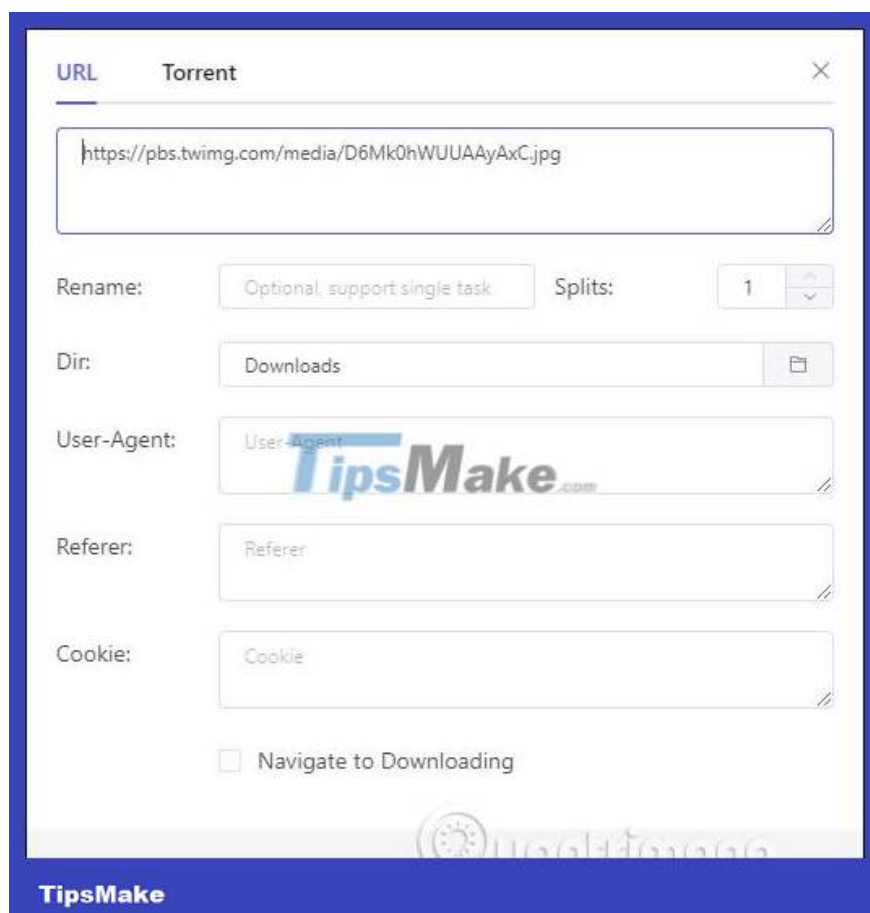 URL Torrent
https://pbs.twimg.com/media/D6Mk0hWUUAAyAxC.jpg
Rename: Optional, support single task Splits: 1
Dir: Downloads
User-Agent: User-Agent
TipsMake.com
Referer: Referer
Cookie: Cookie
Navigate to Downloading
TipsMake